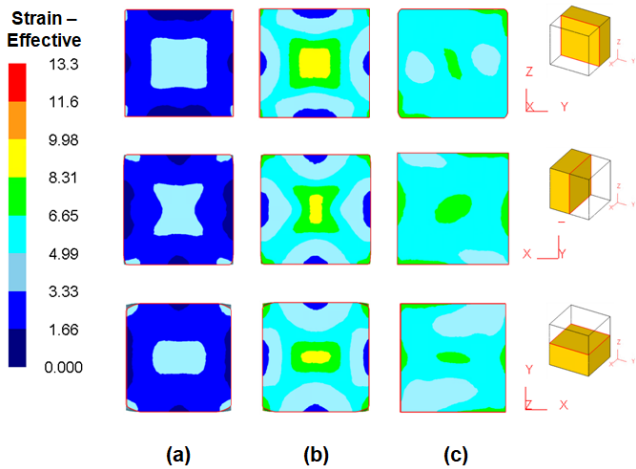 Strain –
Effective
13.3
11.6
9.98
8.31
6.65
4.99
3.33
1.66
0.000
Z
X Y
X Y
Y
Z X
Z
X Y
Z
X Y
Z
X Y
(a) (b) (c)